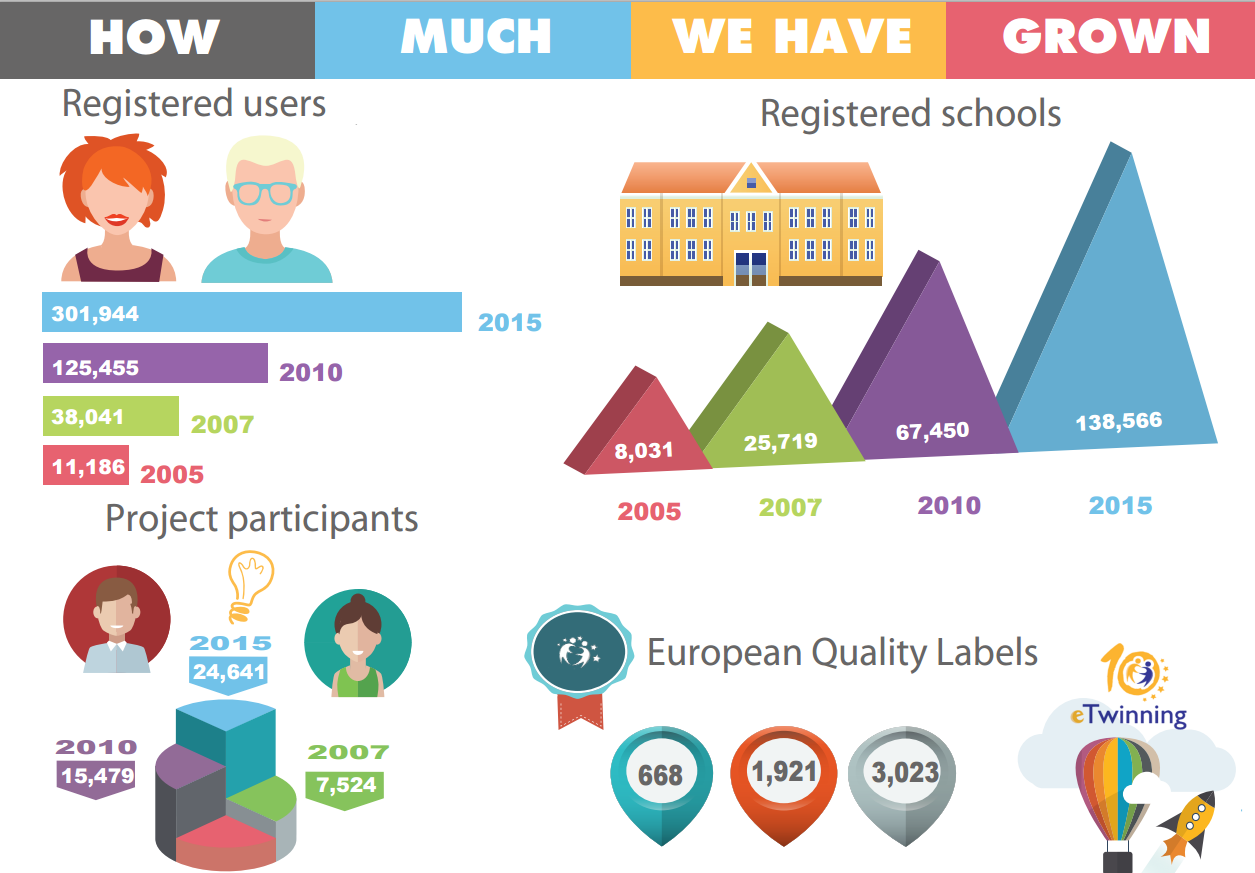 HOW MUCH WE HAVE GROWN
Registered users
301,944 2015
125,455 2010
38,041 2007
11,186 2005
Registered schools
8,031 25,719 67,450 138,566
2005 2007 2010 2015
Project participants
2015
24,641
2010
15,479
2007
7,524
European Quality Labels
668 1,921 3,023
10
eTwinning